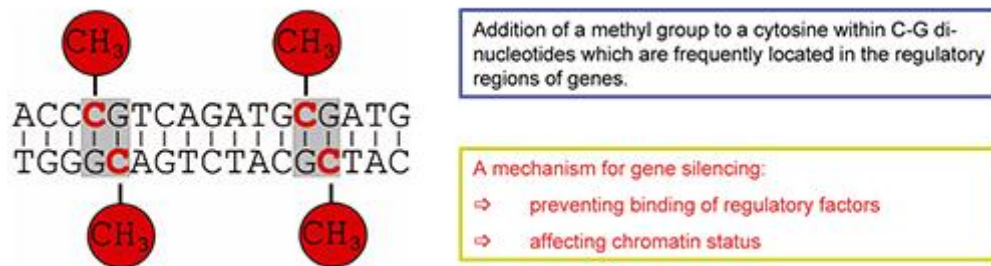 CH3 CH3
ACCCGTCAGATGCGATG
TGGGCAGTCTACGCTAC
CH3 CH3
Addition of a methyl group to a cytosine within C-G di-
nucleotides which are frequently located in the regulatory
regions of genes.
A mechanism for gene silencing:
⇨ preventing binding of regulatory factors
⇨ affecting chromatin status